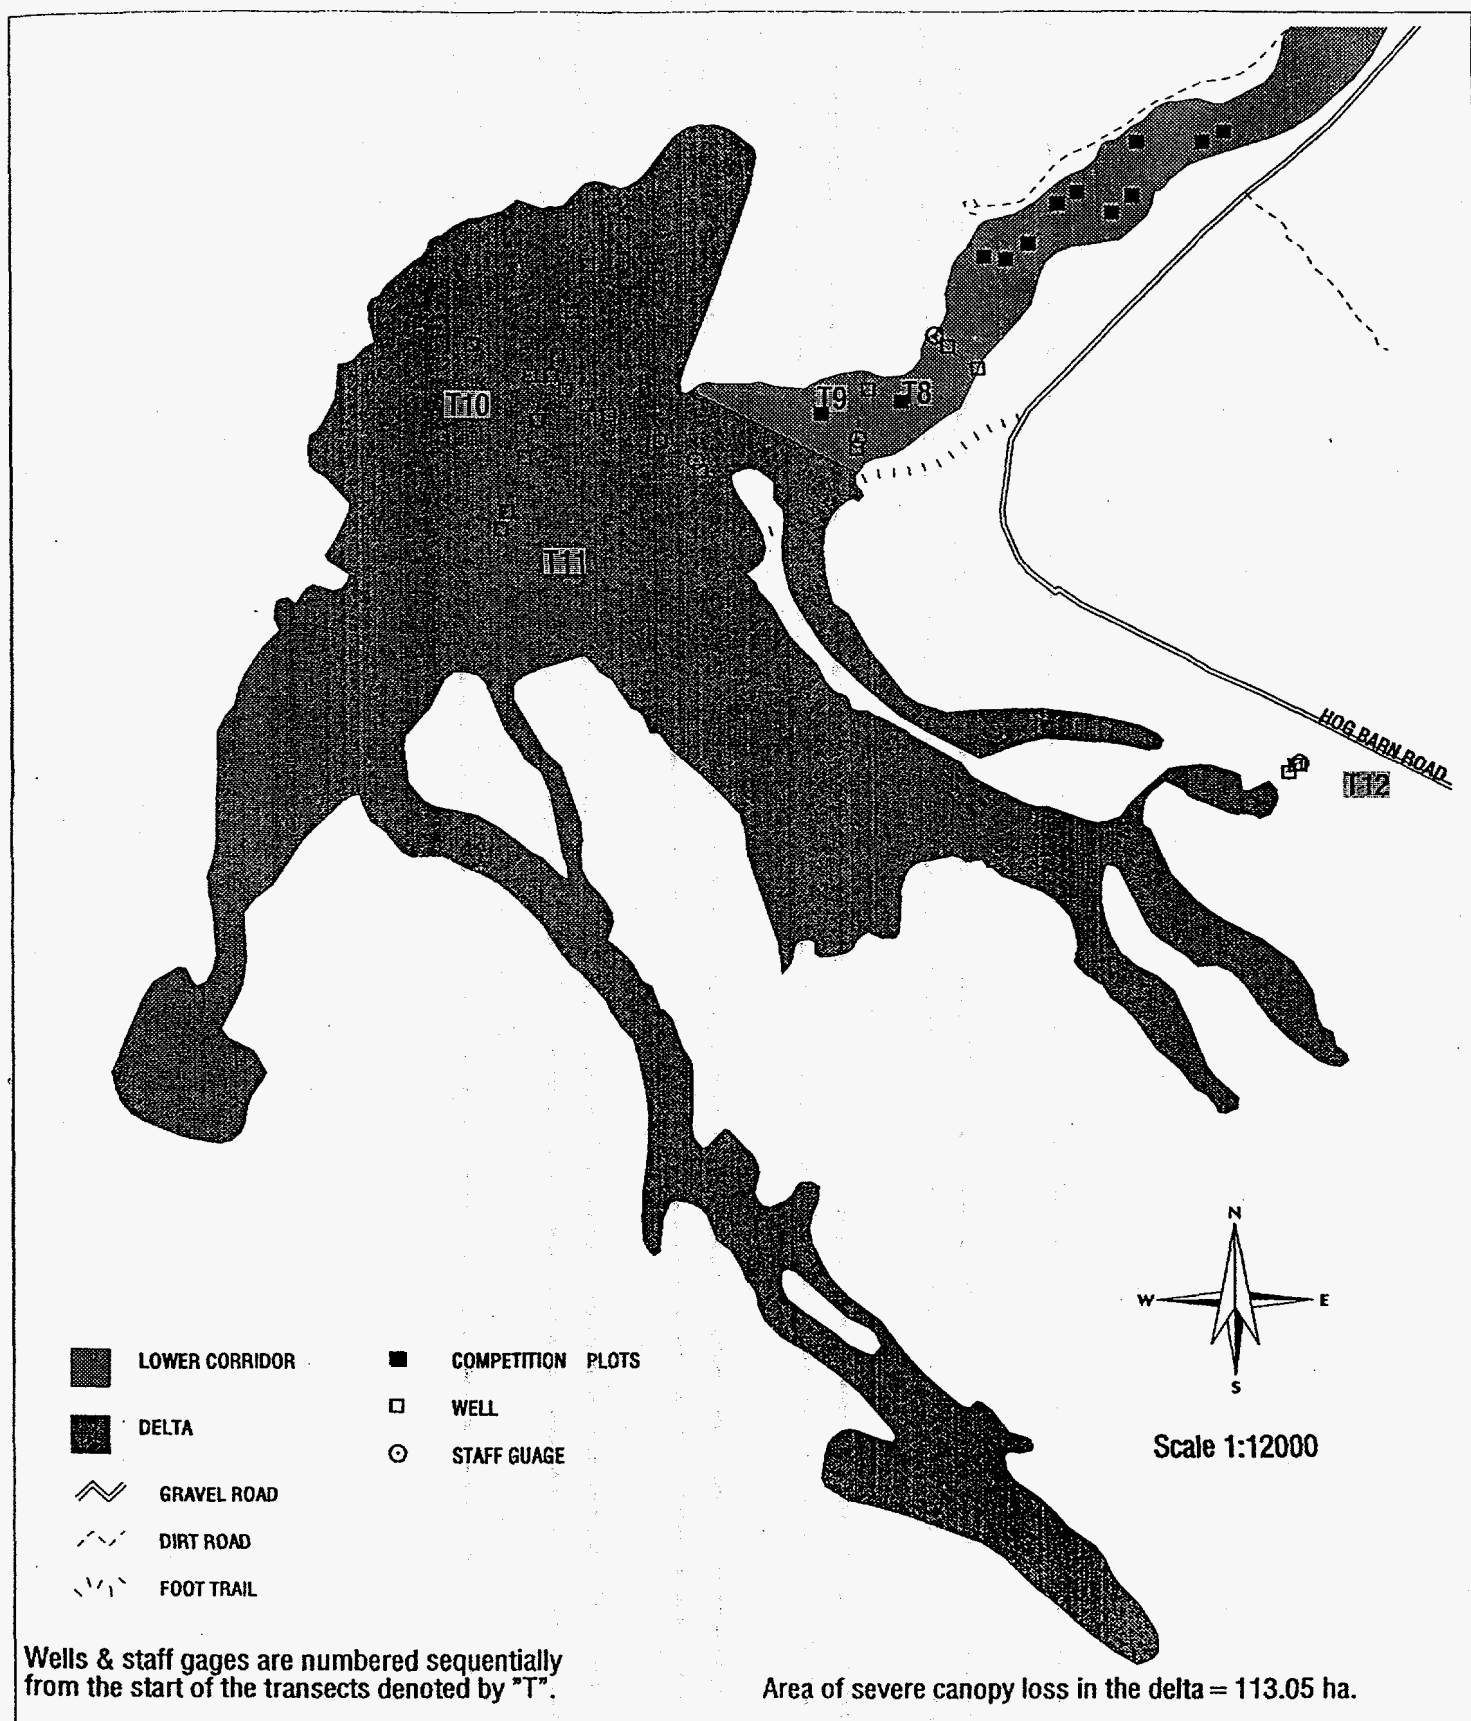 T9
T8
T10
T11
HOG BARN ROAD
T12
N
W
E
S
Scale 1:12000
LOWER CORRIDOR
DELTA
GRAVEL ROAD
DIRT ROAD
FOOT TRAIL
COMPETITION PLOTS
WELL
STAFF GUAGE
Wells & staff gages are numbered sequentially
from the start of the transects denoted by "T".
Area of severe canopy loss in the delta = 113.05 ha.